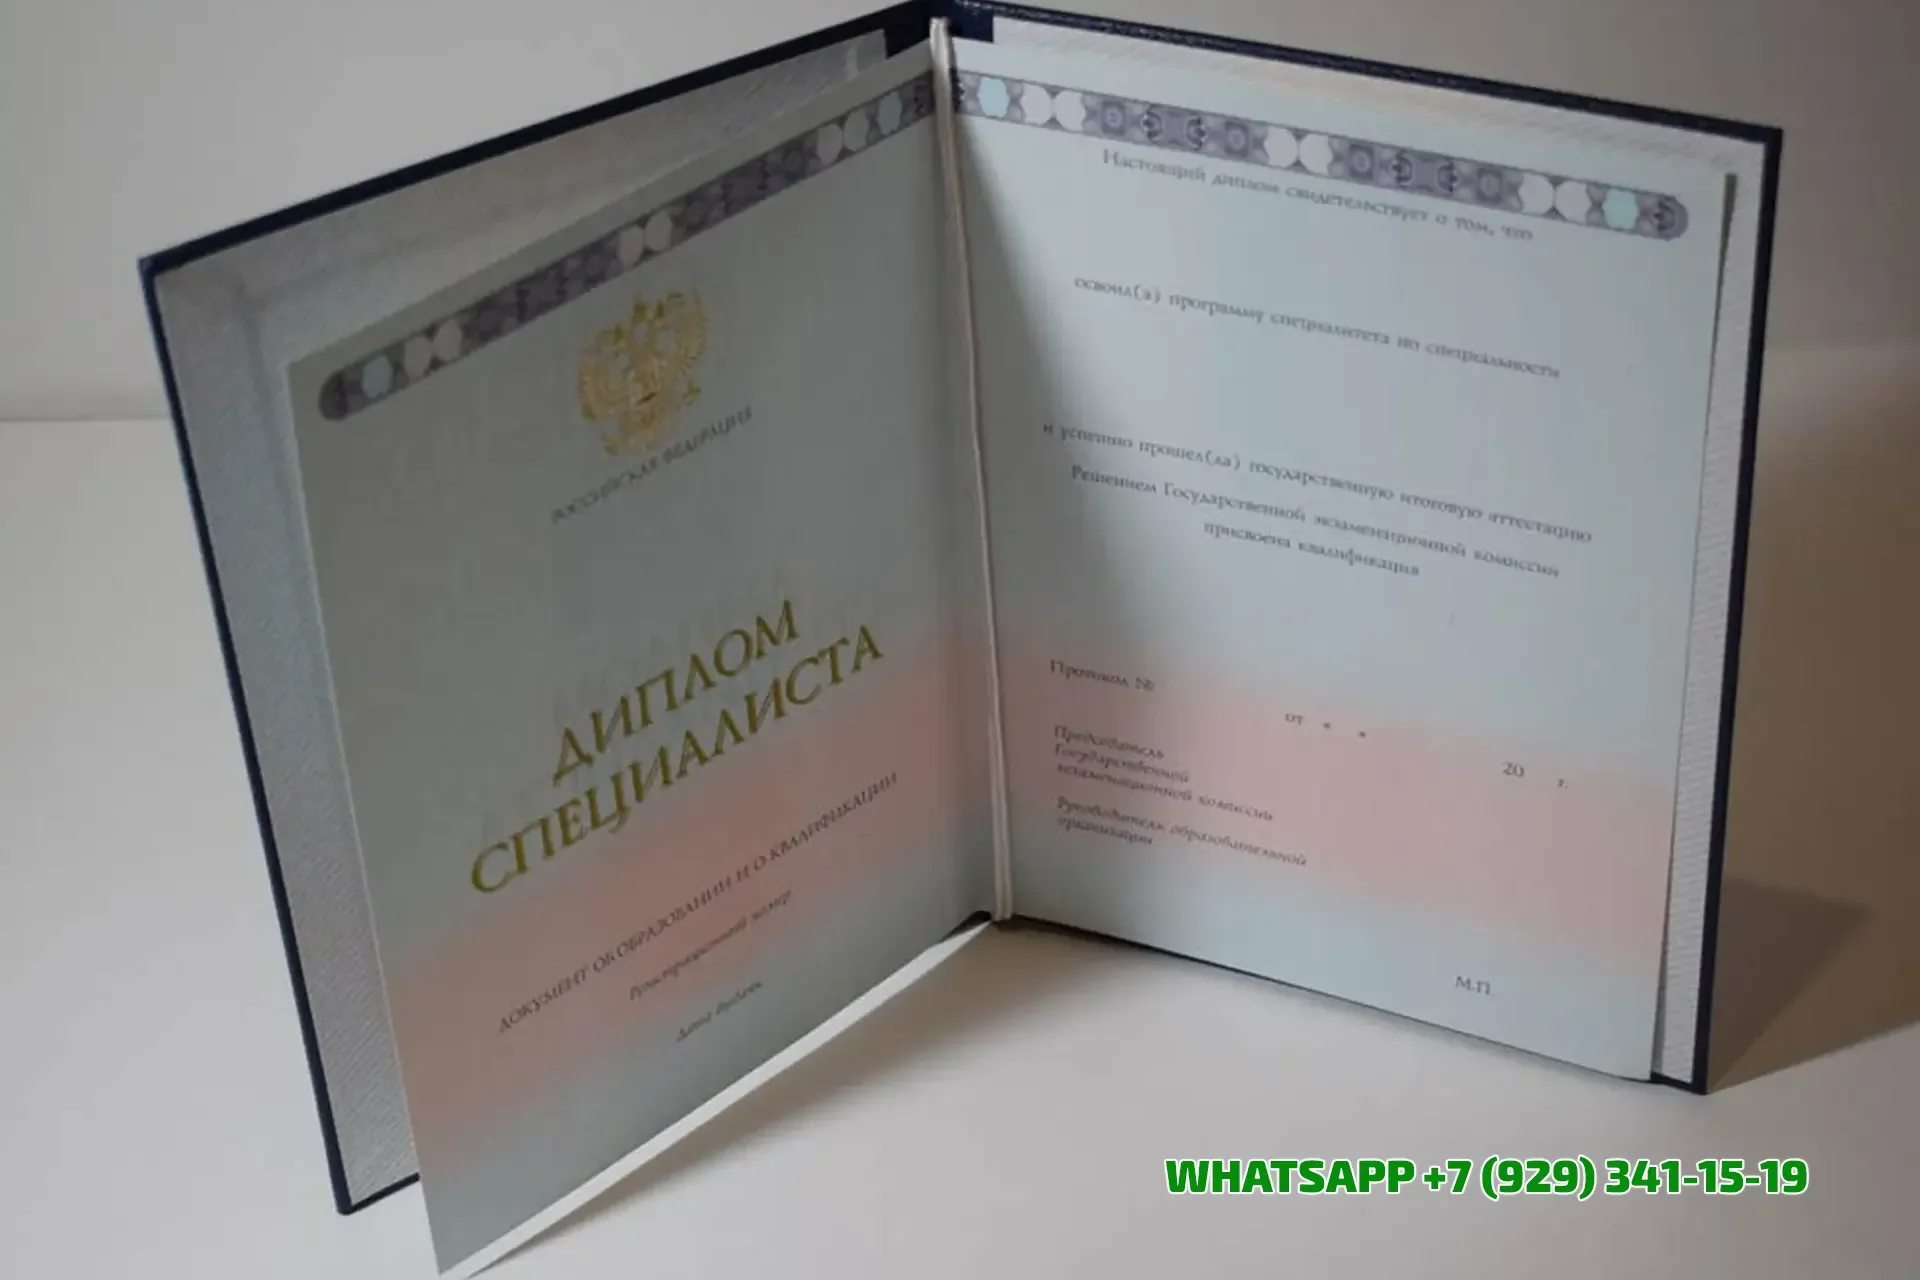 РОССИЙСКАЯ ФЕДЕРАЦИЯ
ДИПЛОМ
СПЕЦИАЛИСТА
ДОКУМЕНТ ОБ ОБРАЗОВАНИИ И О КВАЛИФИКАЦИИ
Регистрационный номер
Дата выдачи
Настоящий диплом свидетельствует о том, что
освоил(а) программу специалитета по специальности
и успешно прошел(ла) государственную итоговую аттестацию
Решением Государственной экзаменационной комиссии
присвоена квалификация
Протокол №
от « » 20 г.
Председатель
Государственной
экзаменационной комиссии
Руководитель образовательной
организации
М.П.
WHATSAPP +7 (929) 341-15-19